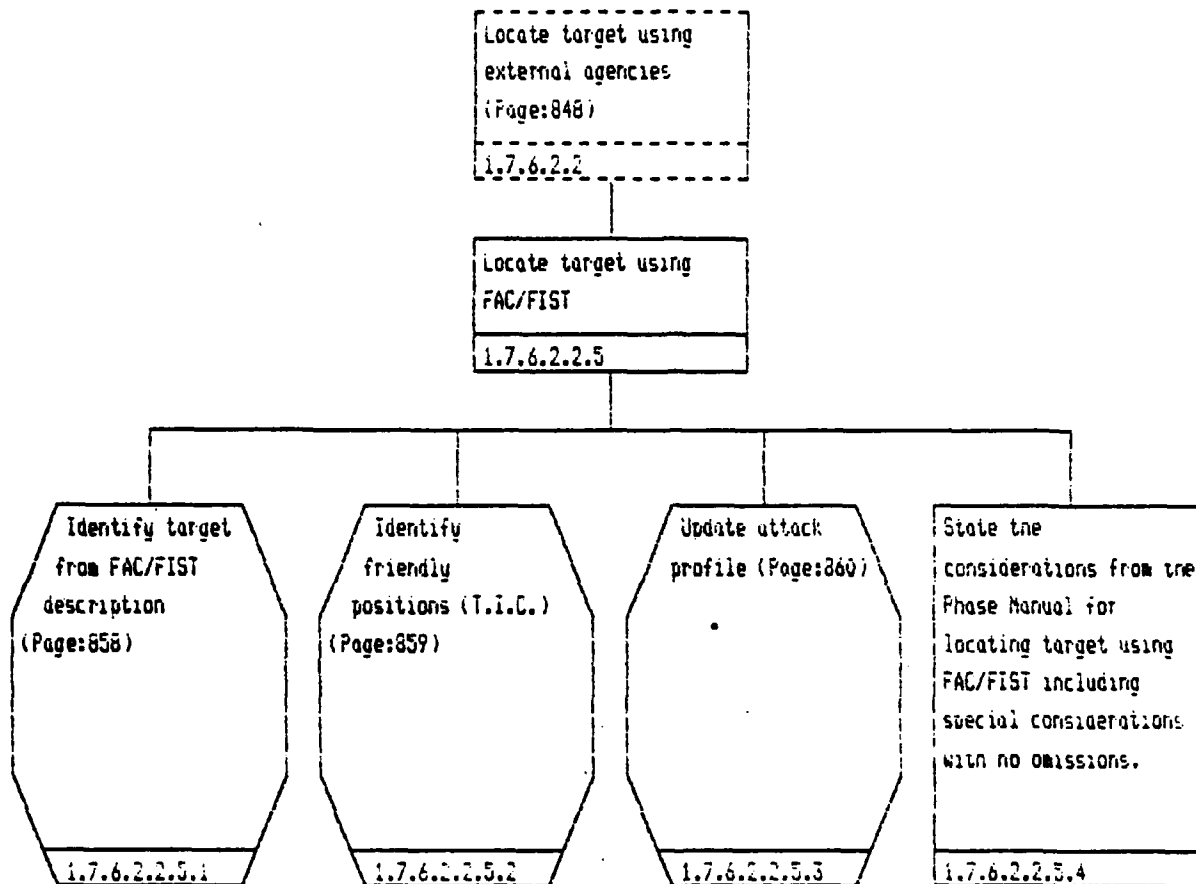 Locate target using
external agencies
(Page:848)
1.7.6.2.2
Locate target using
FAC/FIST
1.7.6.2.2.5
Identify target
from FAC/FIST
description
(Page:858)
1.7.6.2.2.5.1
Identify
friendly
positions (T.I.C.)
(Page:859)
1.7.6.2.2.5.2
Update attack
profile (Page:860)
1.7.6.2.2.5.3
State the
considerations from the
Phase Manual for
locating target using
FAC/FIST including
special considerations
with no omissions.
1.7.6.2.2.5.4